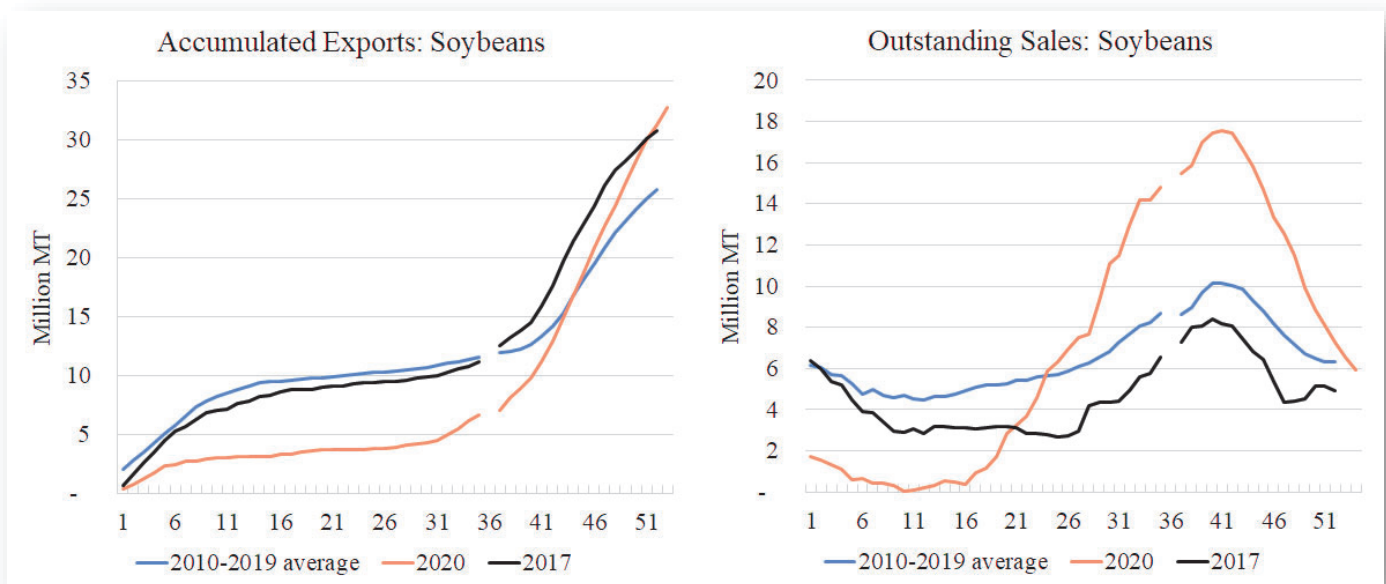 Accumulated Exports: Soybeans
Million MT
35
30
25
20
15
10
5
-
1 6 11 16 21 26 31 36 41 46 51
2010-2019 average 2020 2017
Outstanding Sales: Soybeans
Million MT
20
18
16
14
12
10
8
6
4
2
-
1 6 11 16 21 26 31 36 41 46 51
2010-2019 average 2020 2017